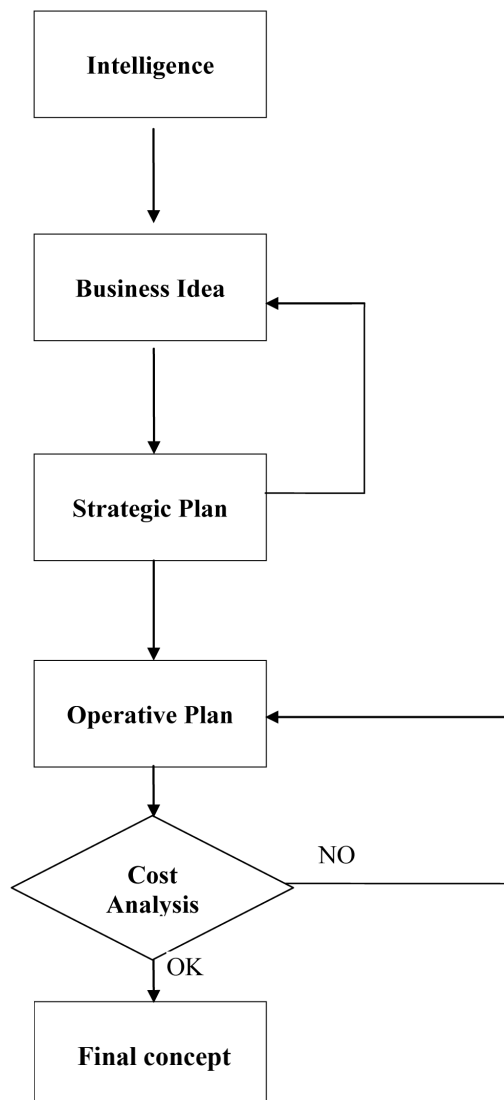 Intelligence
Business Idea
Strategic Plan
Operative Plan
Cost
Analysis
NO
OK
Final concept